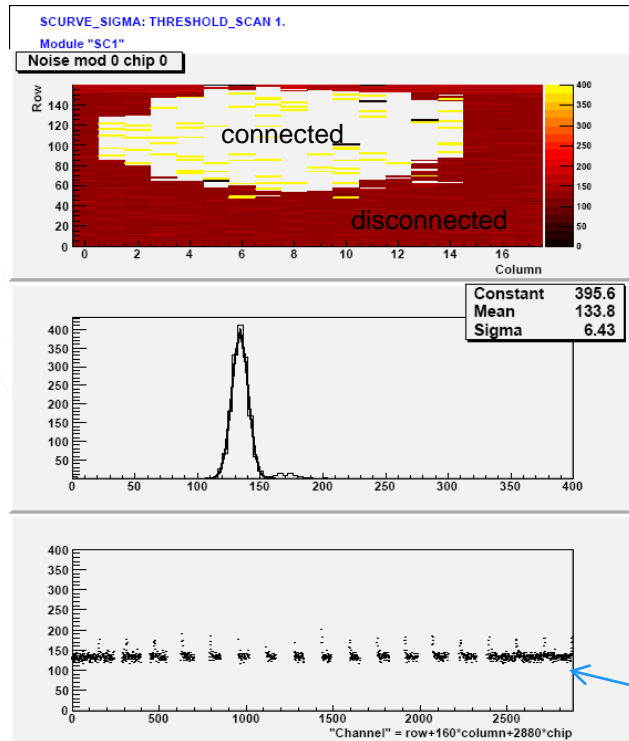 SCURVE_SIGMA: THRESHOLD_SCAN 1.
Module "SC1"
Noise mod 0 chip 0
Row
140
120
100
80
60
40
20
0
connected
disconnected
400
350
300
250
200
150
100
50
0
0 2 4 6 8 10 12 14 16
Column
Constant 395.6
Mean 133.8
Sigma 6.43
400
350
300
250
200
150
100
50
0 50 100 150 200 250 300 350 400
400
350
300
250
200
150
100
50
0
0 500 1000 1500 2000 2500
"Channel" = row+160*column+2880*chip